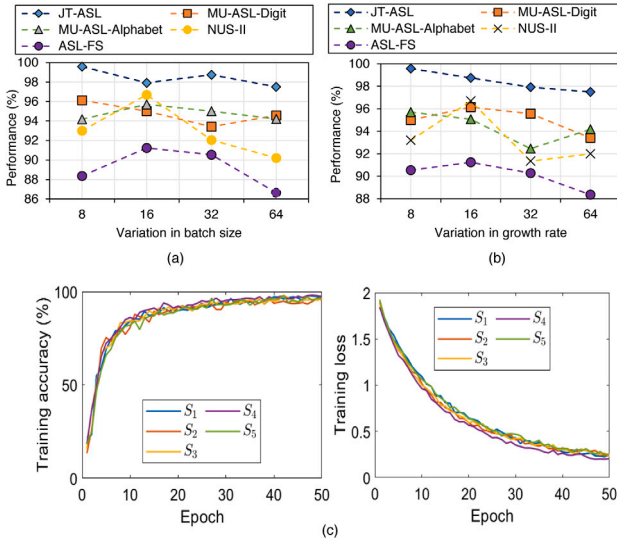 JT-ASL
MU-ASL-Digit
MU-ASL-Alphabet
NUS-II
ASL-FS
Performance (%)
100
98
96
94
92
90
88
86
8
16
32
64
Variation in batch size
(a)
JT-ASL
MU-ASL-Digit
MU-ASL-Alphabet
NUS-II
ASL-FS
Performance (%)
100
98
96
94
92
90
88
8
16
32
64
Variation in growth rate
(b)
Training accuracy (%)
100
50
0
S1 S4
S2 S5
S3
0 10 20 30 40 50
Epoch
Training loss
2
1.5
1
0.5
0
S1 S4
S2 S5
S3
0 10 20 30 40 50
Epoch
(c)